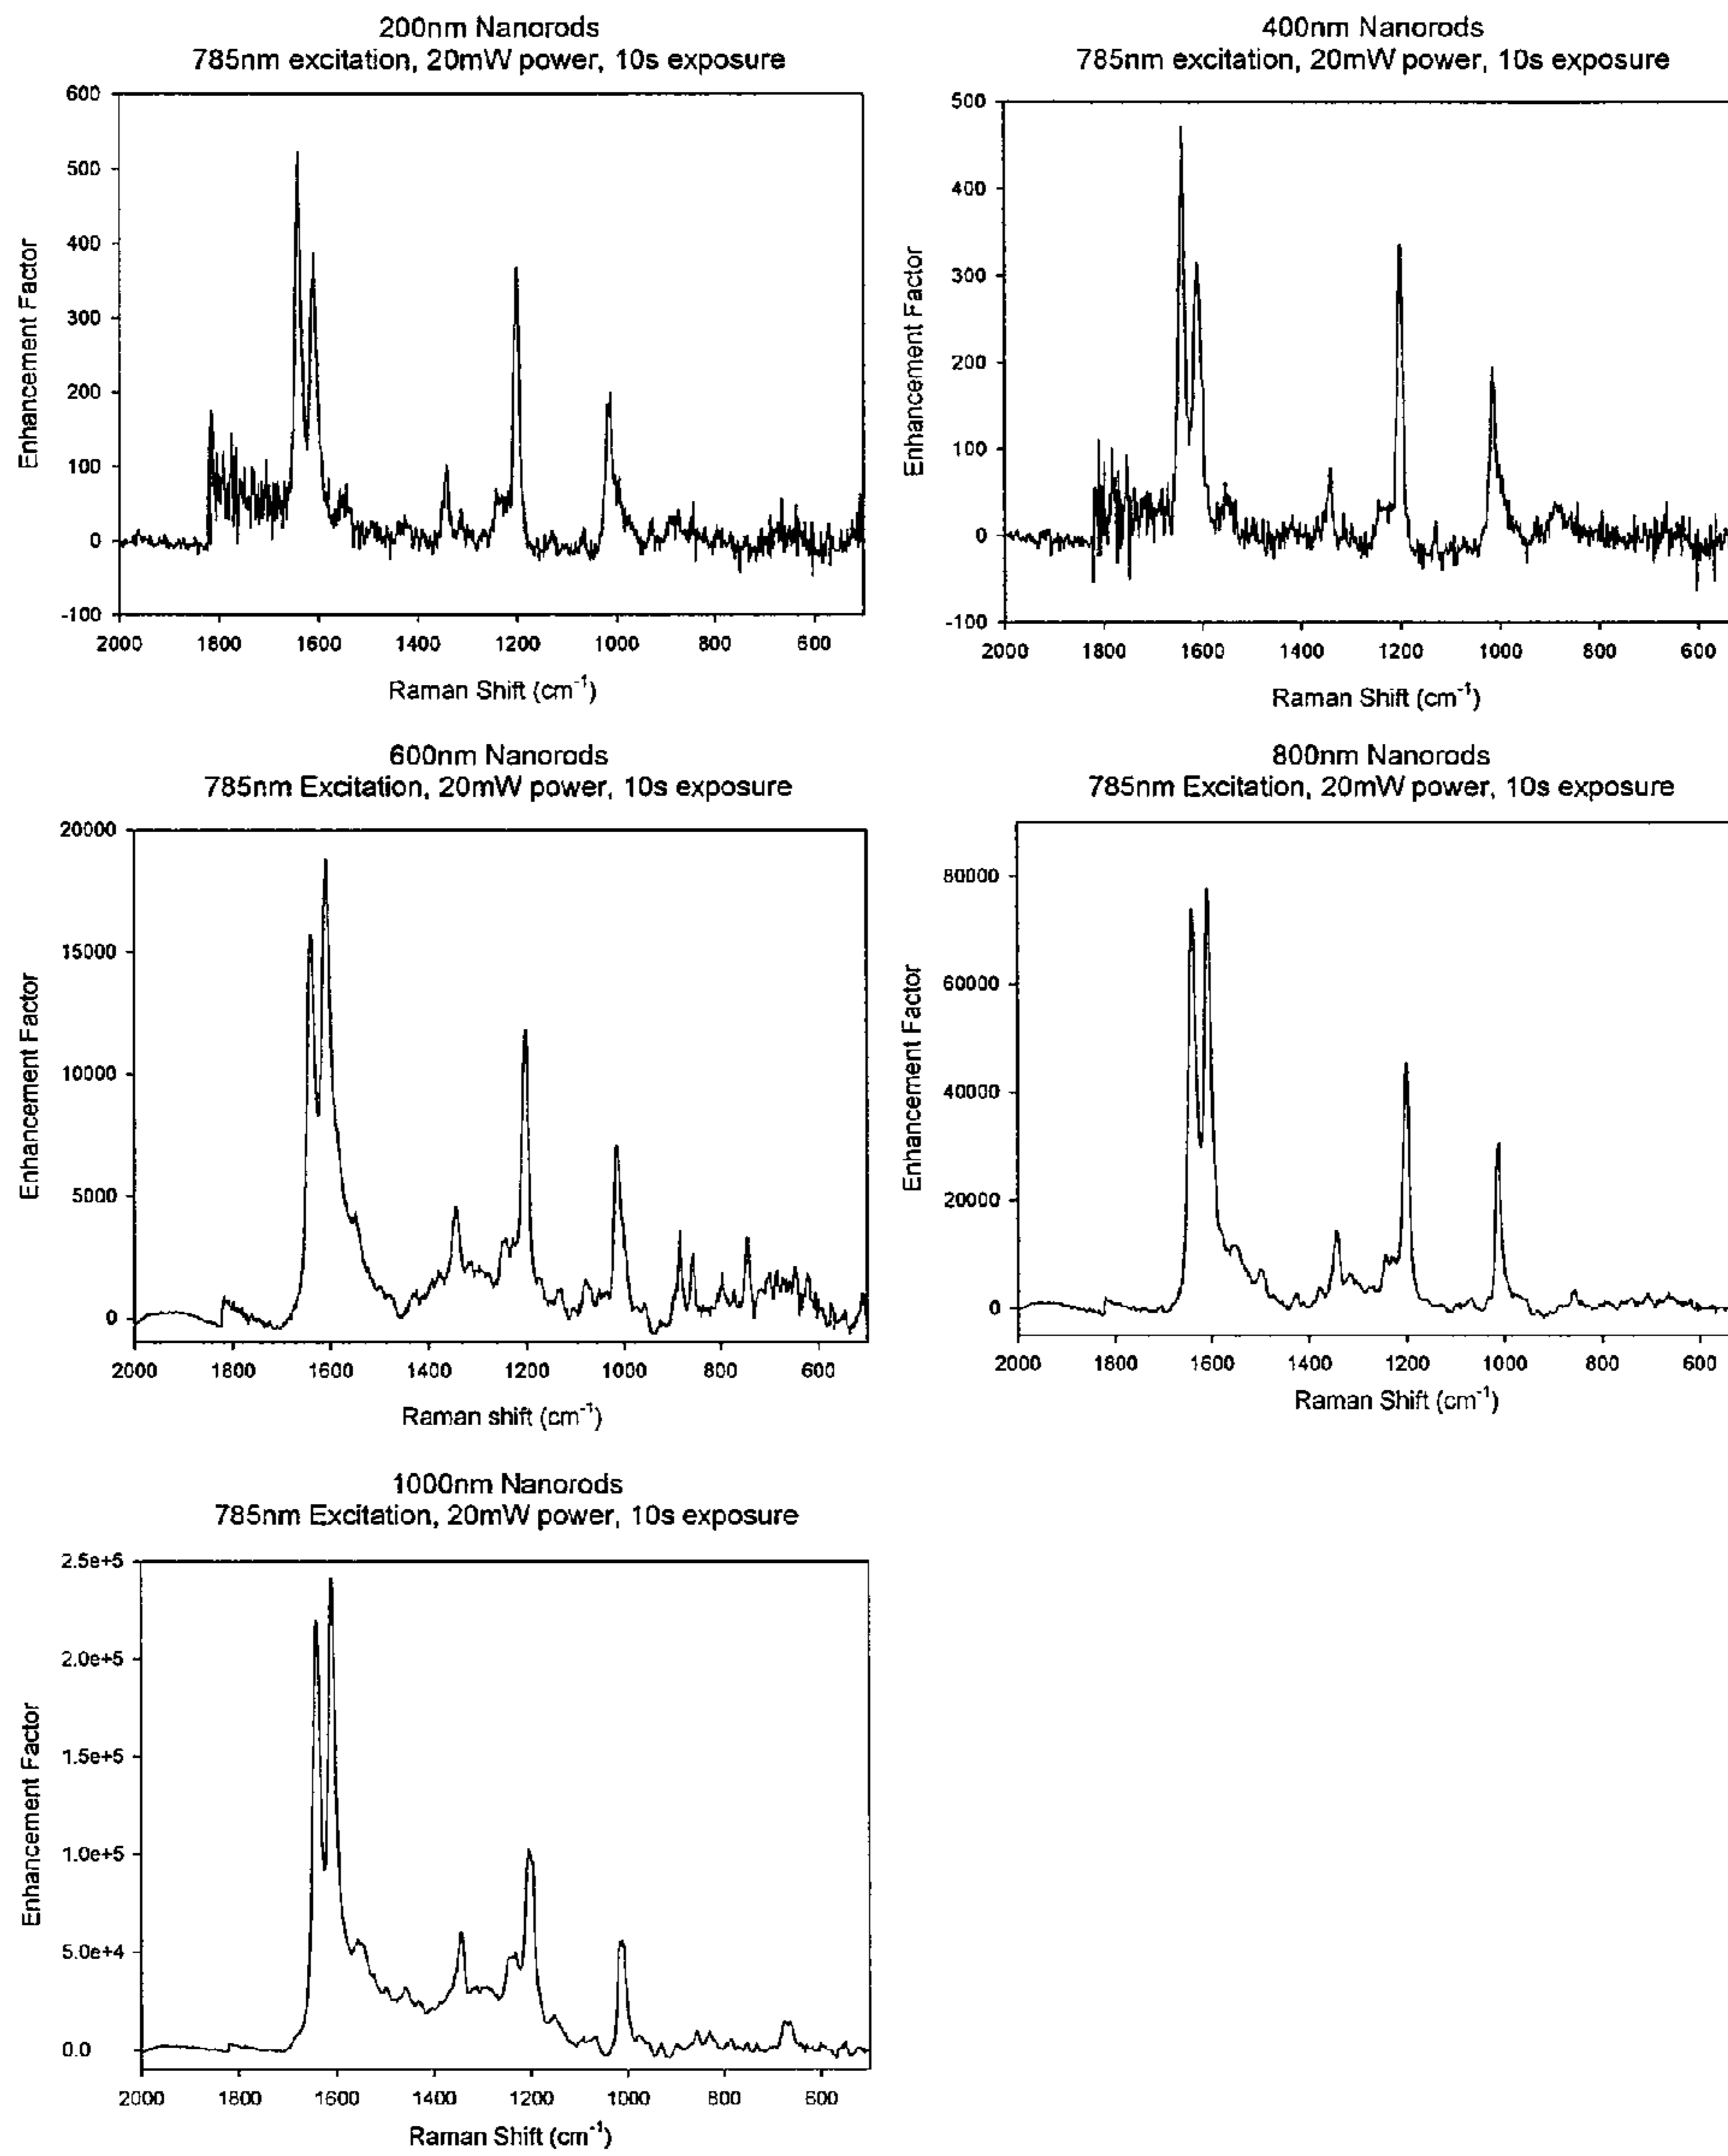 200nm Nanorods
785nm excitation, 20mW power, 10s exposure
600
500
400
300
200
100
0
-100
Enhancement Factor
2000 1800 1600 1400 1200 1000 800 600
Raman Shift (cm-1)
400nm Nanorods
785nm excitation, 20mW power, 10s exposure
500
400
300
200
100
0
-100
Enhancement Factor
2000 1800 1600 1400 1200 1000 800 600
Raman Shift (cm-1)
600nm Nanorods
785nm Excitation, 20mW power, 10s exposure
20000
15000
10000
5000
0
Enhancement Factor
2000 1800 1600 1400 1200 1000 800 600
Raman shift (cm-1)
800nm Nanorods
785nm Excitation, 20mW power, 10s exposure
80000
60000
40000
20000
0
Enhancement Factor
2000 1800 1600 1400 1200 1000 800 600
Raman Shift (cm-1)
1000nm Nanorods
785nm Excitation, 20mW power, 10s exposure
2.5e+5
2.0e+5
1.5e+5
1.0e+5
5.0e+4
0.0
Enhancement Factor
2000 1800 1600 1400 1200 1000 800 600
Raman Shift (cm-1)